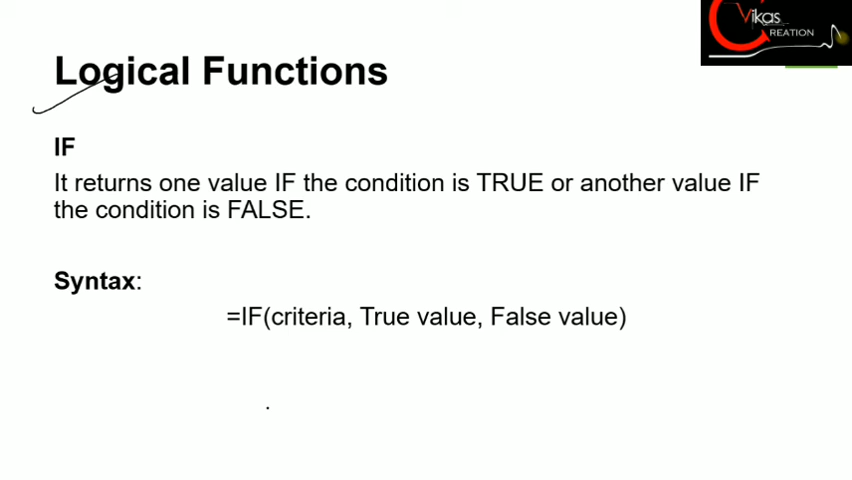 Vikas
REATION
Logical Functions
IF
It returns one value IF the condition is TRUE or another value IF
the condition is FALSE.
Syntax:
=IF(criteria, True value, False value)